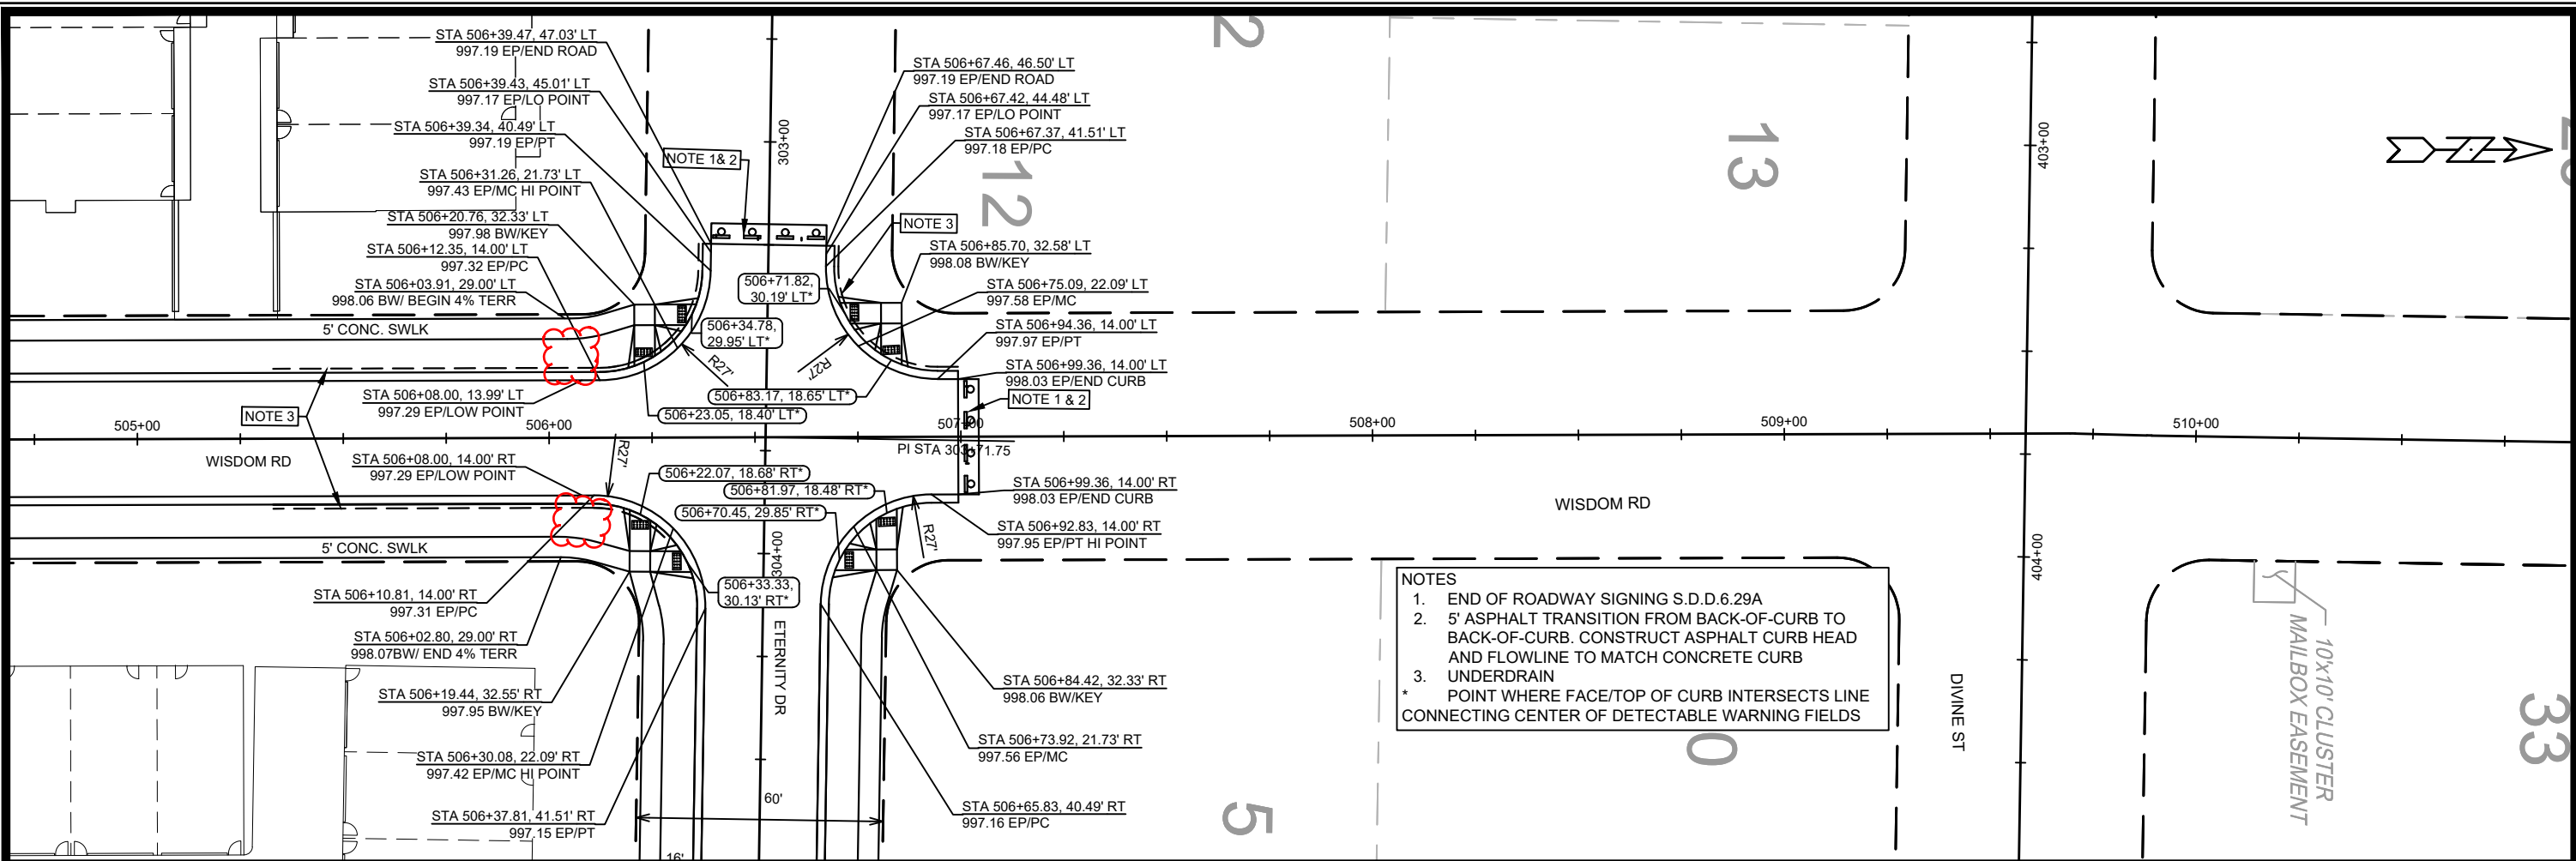 STA 506+39.47, 47.03' LT
997.19 EP/END ROAD
STA 506+39.43, 45.01' LT
997.17 EP/LO POINT
STA 506+39.34, 40.49' LT
997.19 EP/PT
STA 506+31.26, 21.73' LT
997.43 EP/MC HI POINT
STA 506+20.76, 32.33' LT
997.98 BW/KEY
STA 506+12.35, 14.00' LT
997.32 EP/PC
STA 506+03.91, 29.00' LT
998.06 BW/ BEGIN 4% TERR
5' CONC. SWLK
STA 506+08.00, 13.99' LT
997.29 EP/LOW POINT
NOTE 3
505+00
506+00
WISDOM RD
STA 506+08.00, 14.00' RT
997.29 EP/LOW POINT
5' CONC. SWLK
STA 506+10.81, 14.00' RT
997.31 EP/PC
STA 506+02.80, 29.00' RT
998.07BW/ END 4% TERR
STA 506+19.44, 32.55' RT
997.95 BW/KEY
STA 506+30.08, 22.09' RT
997.42 EP/MC HI POINT
STA 506+37.81, 41.51' RT
997.15 EP/PT
NOTE 1& 2
303+00
506+71.82,
30.19' LT*
506+34.78,
29.95' LT*
R27'
R27'
506+83.17, 18.65' LT*
506+23.05, 18.40' LT*
R27'
506+22.07, 18.68' RT*
506+81.97, 18.48' RT*
506+70.45, 29.85' RT*
R27'
304+00
506+33.33,
30.13' RT*
ETERNITY DR
60'
16'
STA 506+67.46, 46.50' LT
997.19 EP/END ROAD
STA 506+67.42, 44.48' LT
997.17 EP/LO POINT
STA 506+67.37, 41.51' LT
997.18 EP/PC
12
NOTE 3
STA 506+85.70, 32.58' LT
998.08 BW/KEY
STA 506+75.09, 22.09' LT
997.58 EP/MC
STA 506+94.36, 14.00' LT
997.97 EP/PT
STA 506+99.36, 14.00' LT
998.03 EP/END CURB
NOTE 1 & 2
507+00
PI STA 303+71.75
STA 506+99.36, 14.00' RT
998.03 EP/END CURB
STA 506+92.83, 14.00' RT
997.95 EP/PT HI POINT
STA 506+84.42, 32.33' RT
998.06 BW/KEY
STA 506+73.92, 21.73' RT
997.56 EP/MC
STA 506+65.83, 40.49' RT
997.16 EP/PC
2
13
508+00
509+00
510+00
WISDOM RD
403+00
404+00
N
NOTES
1. END OF ROADWAY SIGNING S.D.D.6.29A
2. 5' ASPHALT TRANSITION FROM BACK-OF-CURB TO
BACK-OF-CURB. CONSTRUCT ASPHALT CURB HEAD
AND FLOWLINE TO MATCH CONCRETE CURB
3. UNDERDRAIN
* POINT WHERE FACE/TOP OF CURB INTERSECTS LINE
CONNECTING CENTER OF DETECTABLE WARNING FIELDS
5
0
DIVINE ST
10'x10' CLUSTER
MAILBOX EASEMENT
33